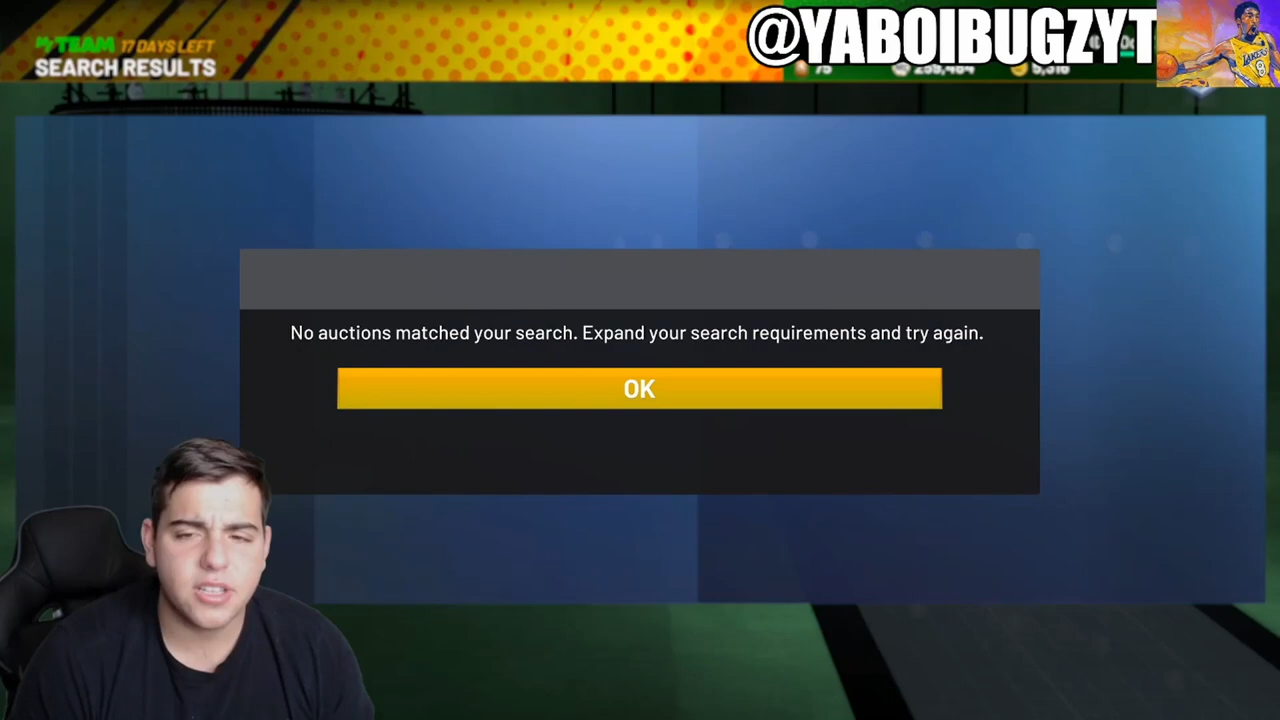 MyTEAM 17 DAYS LEFT
SEARCH RESULTS
@YABOIBUGZYT
No auctions matched your search. Expand your search requirements and try again.
OK